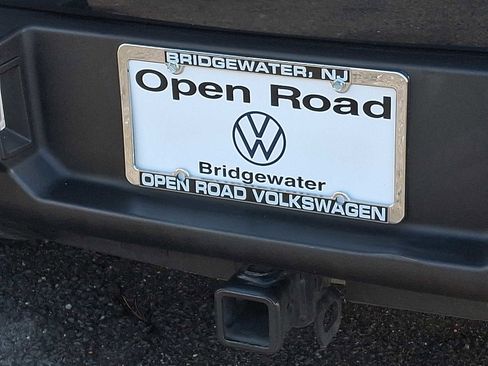 BRIDGEWATER, NJ
Open Road
Bridgewater
OPEN ROAD VOLKSWAGEN